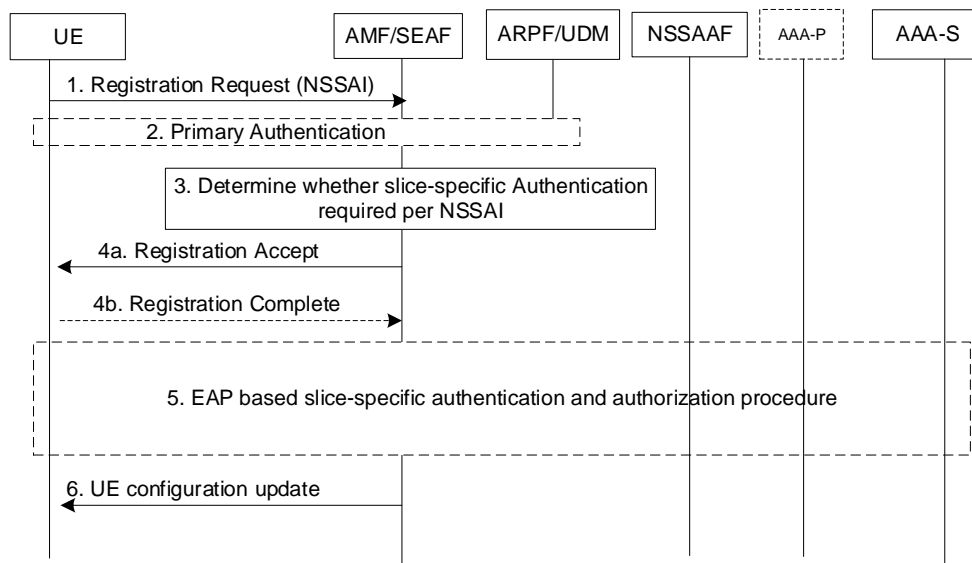 UE
AMF/SEAF
ARPF/UDM
NSSAAF
AAA-P
AAA-S
1. Registration Request (NSSAI)
2. Primary Authentication
3. Determine whether slice-specific Authentication
required per NSSAI
4a. Registration Accept
4b. Registration Complete
5. EAP based slice-specific authentication and authorization procedure
6. UE configuration update